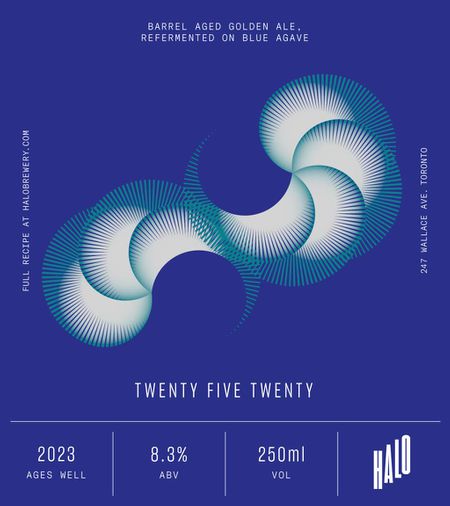 BARREL AGED GOLDEN ALE,
REFERMENTED ON BLUE AGAVE
FULL RECIPE AT HALOBREWERY.COM
247 WALLACE AVE. TORONTO
TWENTY FIVE TWENTY
2023
AGES WELL
8.3%
ABV
250ml
VOL
HALO